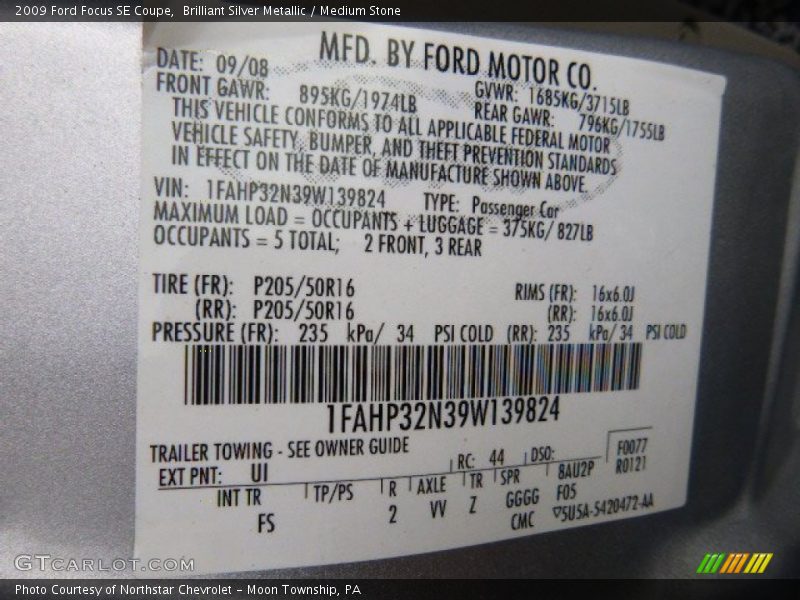 2009 Ford Focus SE Coupe, Brilliant Silver Metallic / Medium Stone
MFD. BY FORD MOTOR CO.
DATE: 09/08 GVWR: 1685KG/3715LB
FRONT GAWR: 895KG/1974LB REAR GAWR: 796KG/1755LB
THIS VEHICLE CONFORMS TO ALL APPLICABLE FEDERAL MOTOR
VEHICLE SAFETY, BUMPER, AND THEFT PREVENTION STANDARDS
IN EFFECT ON THE DATE OF MANUFACTURE SHOWN ABOVE.
VIN: 1FAHP32N39W139824 TYPE: Passenger Car
MAXIMUM LOAD = OCCUPANTS + LUGGAGE = 375KG/ 827LB
OCCUPANTS = 5 TOTAL; 2 FRONT, 3 REAR
TIRE (FR): P205/50R16 RIMS (FR): 16x6.0J
(RR): P205/50R16 (RR): 16x6.0J
PRESSURE (FR): 235 kPa/ 34 PSI COLD (RR): 235 kPa/ 34 PSI COLD
1FAHP32N39W139824
TRAILER TOWING - SEE OWNER GUIDE
EXT PNT: UI RC: 44 DSO: F0077
INT TR TP/PS R AXLE TR SPR 8AU2P R0121
FS 2 VV Z GGGG F05
CMC ▽5U5A-5420472-AA
GTCarLot.com
Photo Courtesy of Northstar Chevrolet – Moon Township, PA